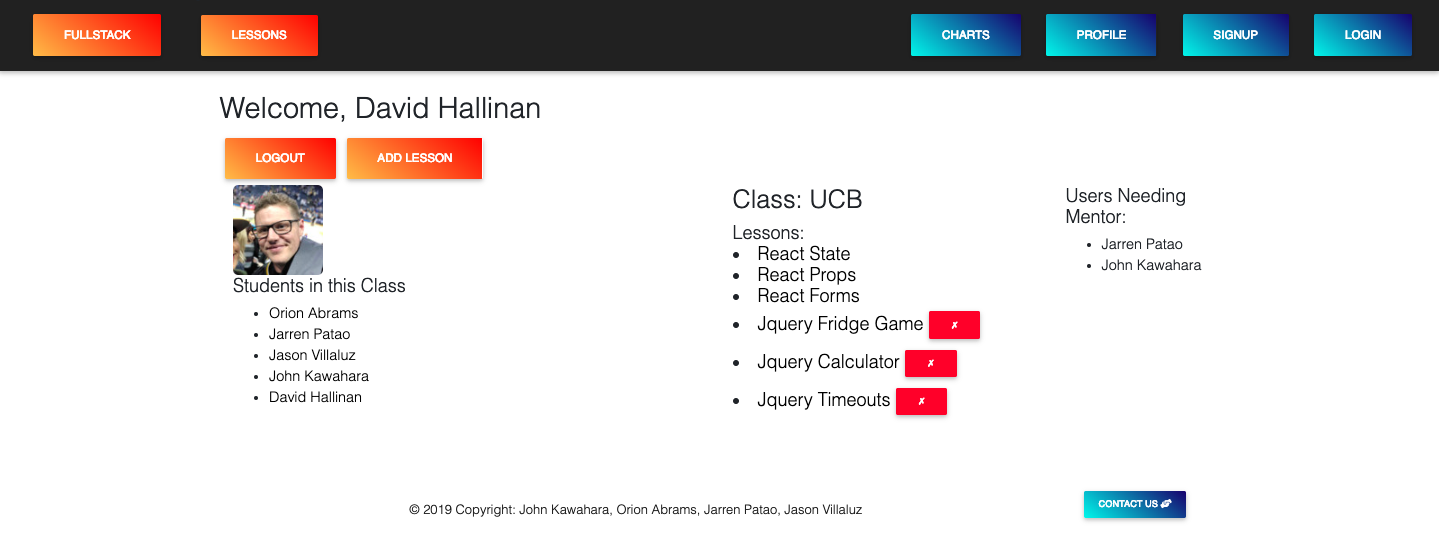 FULLSTACK LESSONS CHARTS PROFILE SIGNUP LOGIN
Welcome, David Hallinan
LOGOUT ADD LESSON
Students in this Class
• Orion Abrams
• Jarren Patao
• Jason Villaluz
• John Kawahara
• David Hallinan
Class: UCB
Lessons:
• React State
• React Props
• React Forms
• Jquery Fridge Game ✗
• Jquery Calculator ✗
• Jquery Timeouts ✗
Users Needing
Mentor:
• Jarren Patao
• John Kawahara
© 2019 Copyright: John Kawahara, Orion Abrams, Jarren Patao, Jason Villaluz
CONTACT US